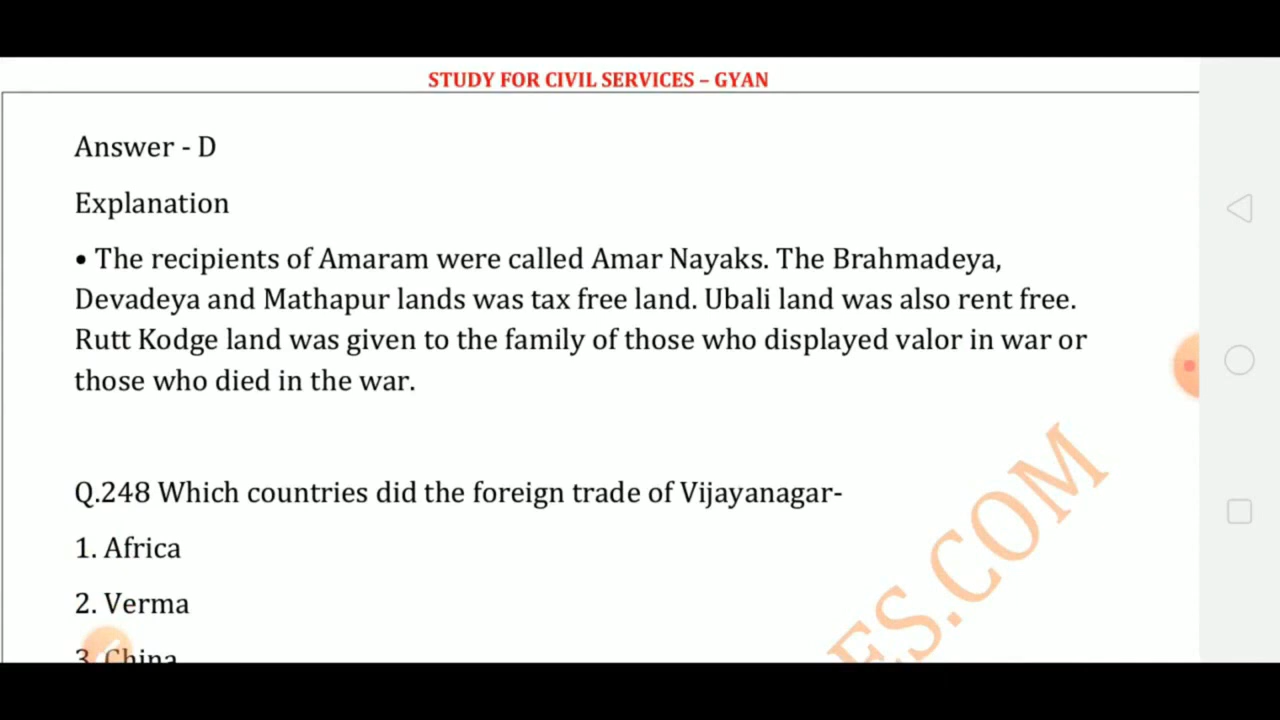 STUDY FOR CIVIL SERVICES – GYAN
Answer - D
Explanation
• The recipients of Amaram were called Amar Nayaks. The Brahmadeya,
Devadeya and Mathapur lands was tax free land. Ubali land was also rent free.
Rutt Kodge land was given to the family of those who displayed valor in war or
those who died in the war.
Q.248 Which countries did the foreign trade of Vijayanagar-
1. Africa
2. Verma
3. China
ES.COM